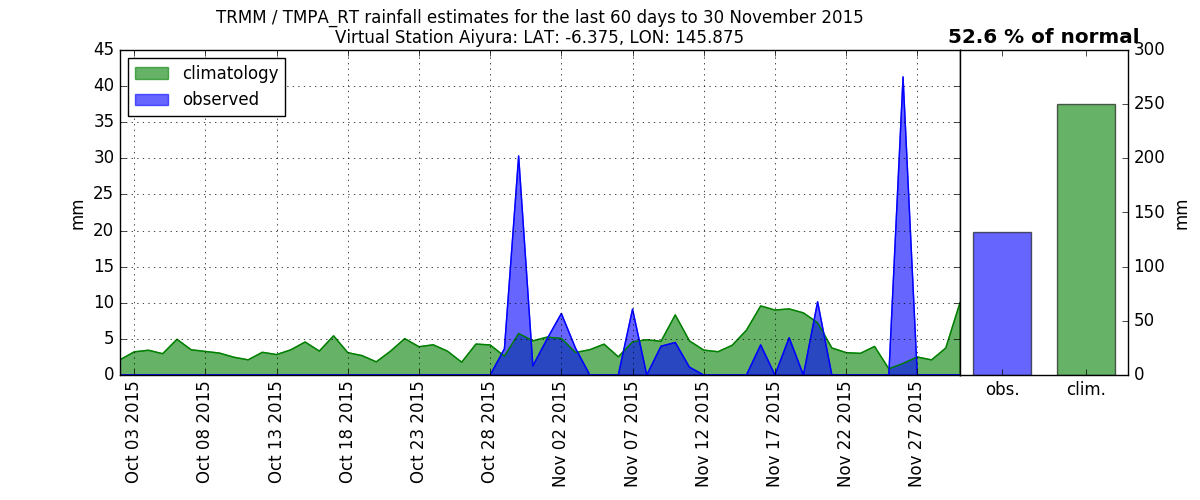 TRMM / TMPA_RT rainfall estimates for the last 60 days to 30 November 2015
Virtual Station Aiyura: LAT: -6.375, LON: 145.875
52.6 % of normal
climatology
observed
45
40
35
30
25
20
15
10
5
0
mm
Oct 03 2015
Oct 08 2015
Oct 13 2015
Oct 18 2015
Oct 23 2015
Oct 28 2015
Nov 02 2015
Nov 07 2015
Nov 12 2015
Nov 17 2015
Nov 22 2015
Nov 27 2015
300
250
200
150
100
50
0
mm
obs.
clim.